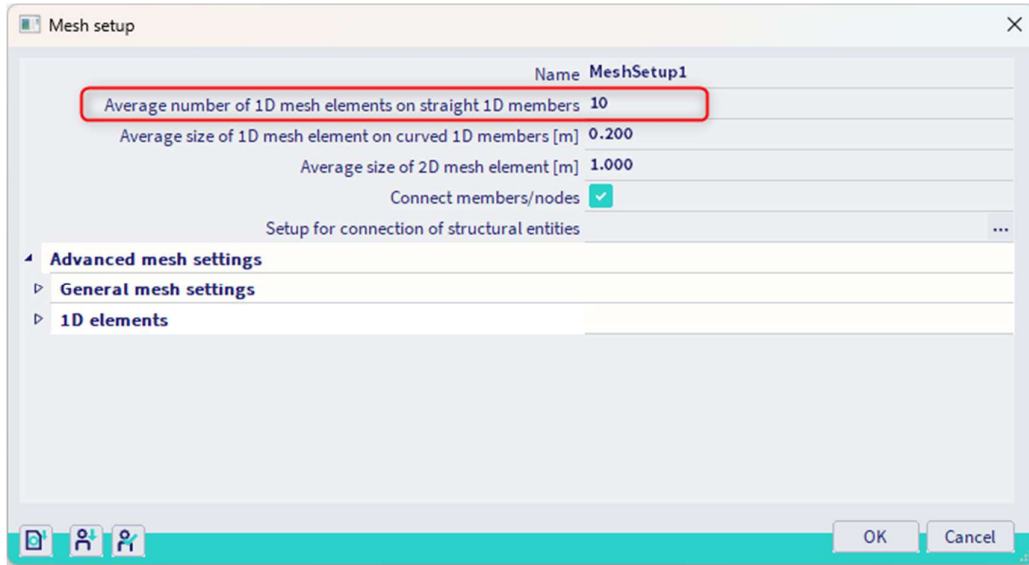 Mesh setup
Name MeshSetup1
Average number of 1D mesh elements on straight 1D members 10
Average size of 1D mesh element on curved 1D members [m] 0.200
Average size of 2D mesh element [m] 1.000
Connect members/nodes
Setup for connection of structural entities ...
Advanced mesh settings
General mesh settings
1D elements
OK Cancel